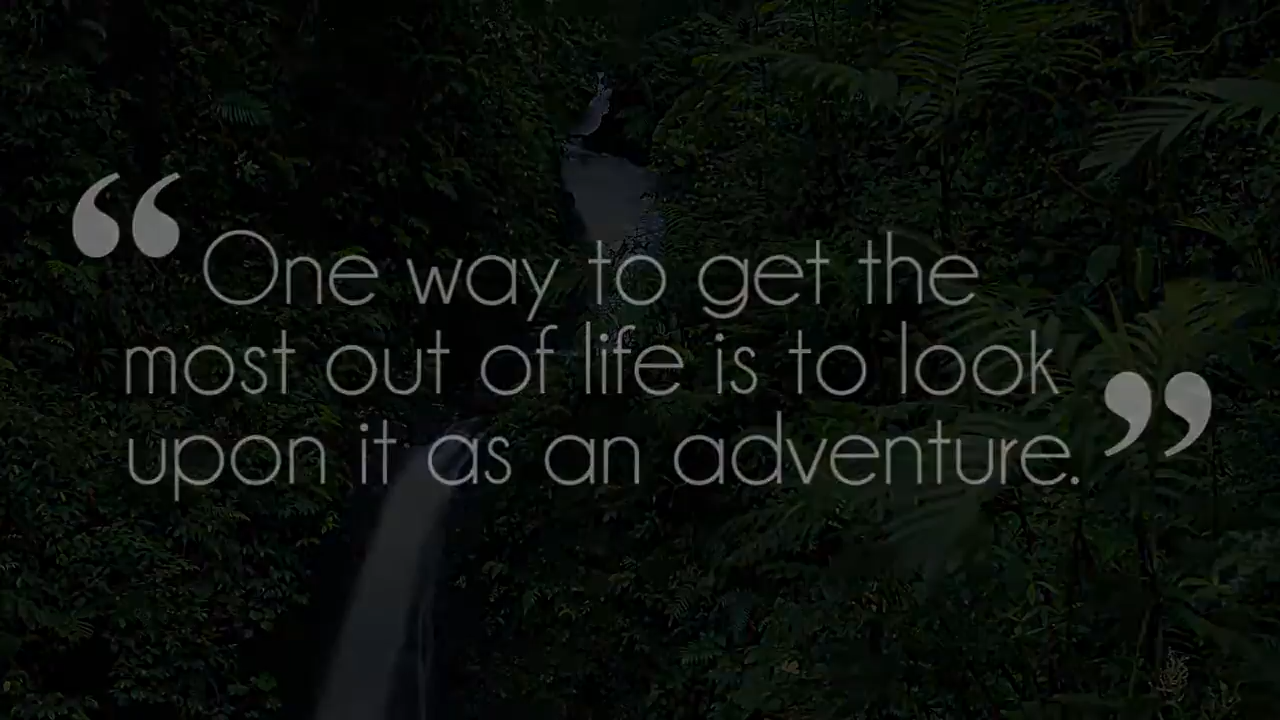 “One way to get the
most out of life is to look
upon it as an adventure.”